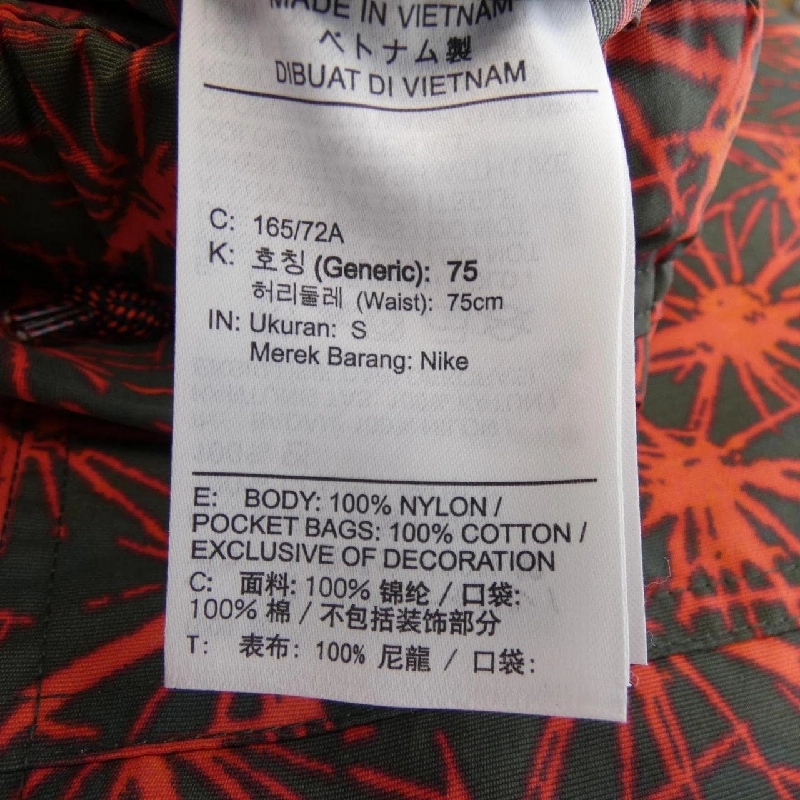 MADE IN VIETNAM
ベトナム製
DIBUAT DI VIETNAM
C: 165/72A
K: 호칭 (Generic): 75
허리둘레 (Waist): 75cm
IN: Ukuran: S
Merek Barang: Nike
E: BODY: 100% NYLON /
POCKET BAGS: 100% COTTON /
EXCLUSIVE OF DECORATION
C: 面料: 100% 锦纶 / 口袋:
100% 棉 / 不包括装饰部分
T: 表布: 100% 尼龍 / 口袋: